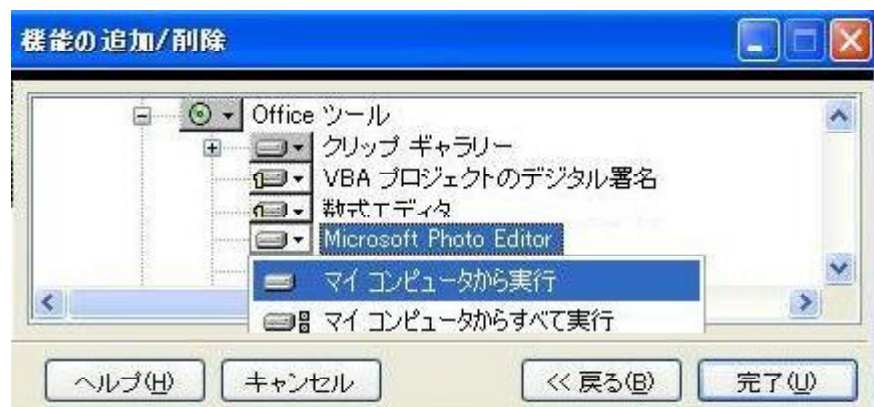 機能の追加/削除
Office ツール
クリップ ギャラリー
VBA プロジェクトのデジタル署名
数式エディタ
Microsoft Photo Editor
マイ コンピュータから実行
マイ コンピュータからすべて実行
ヘルプ(H) キャンセル << 戻る(B) 完了(U)